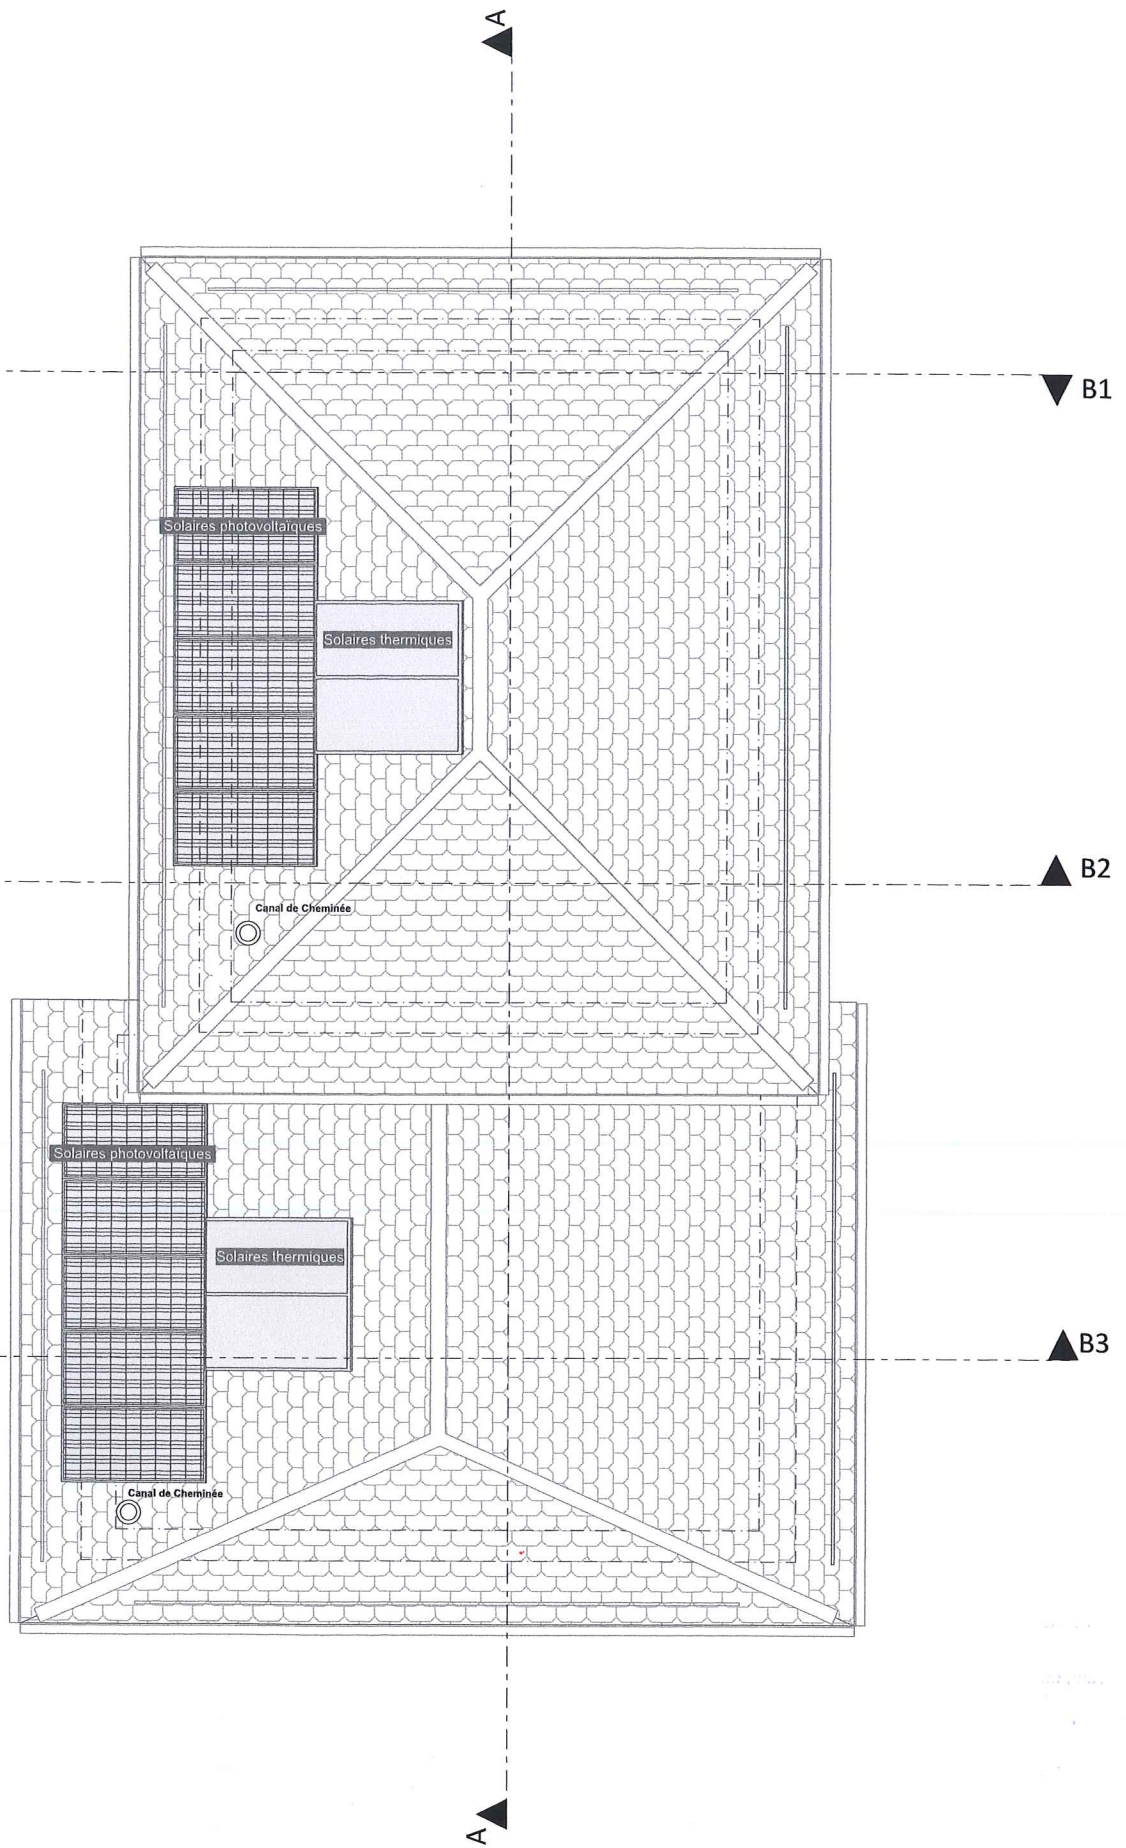 A
B1
Solaires photovoltaïques
Solaires thermiques
B2
Canal de Cheminée
Solaires photovoltaïques
Solaires thermiques
B3
Canal de Cheminée
A